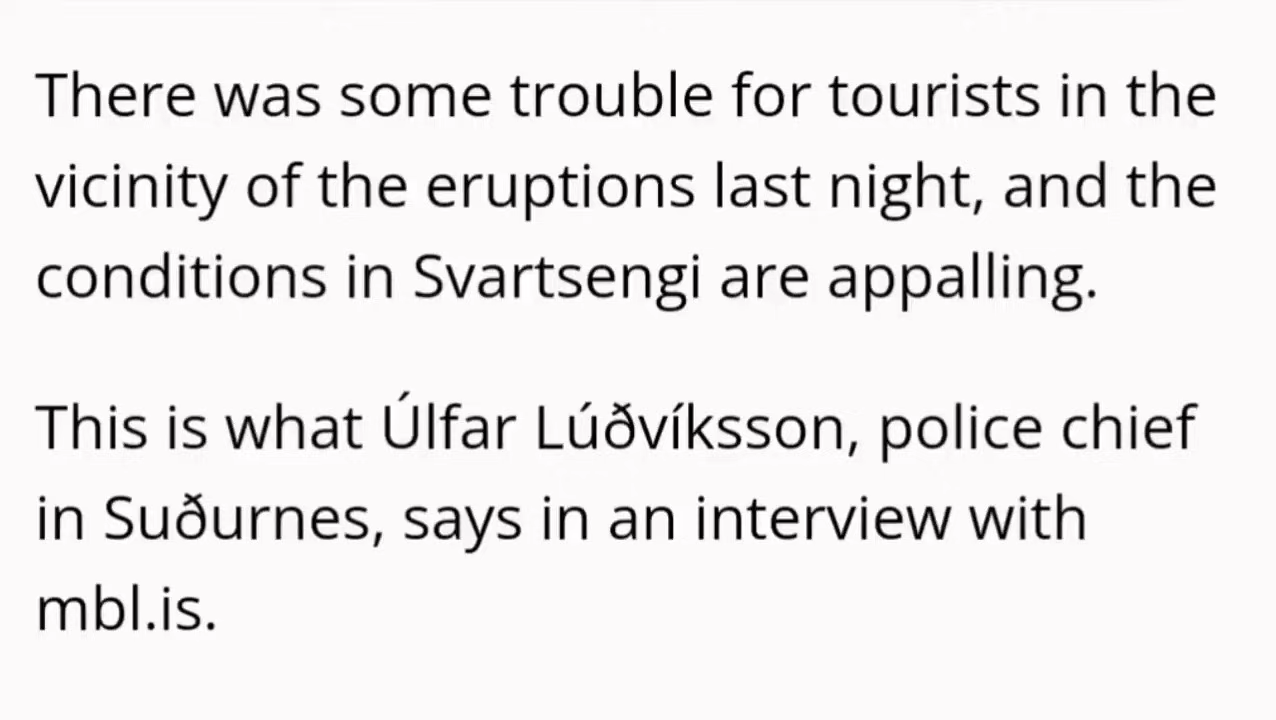 There was some trouble for tourists in the
vicinity of the eruptions last night, and the
conditions in Svartsengi are appalling.
This is what Úlfar Lúðvíksson, police chief
in Suðurnes, says in an interview with
mbl.is.